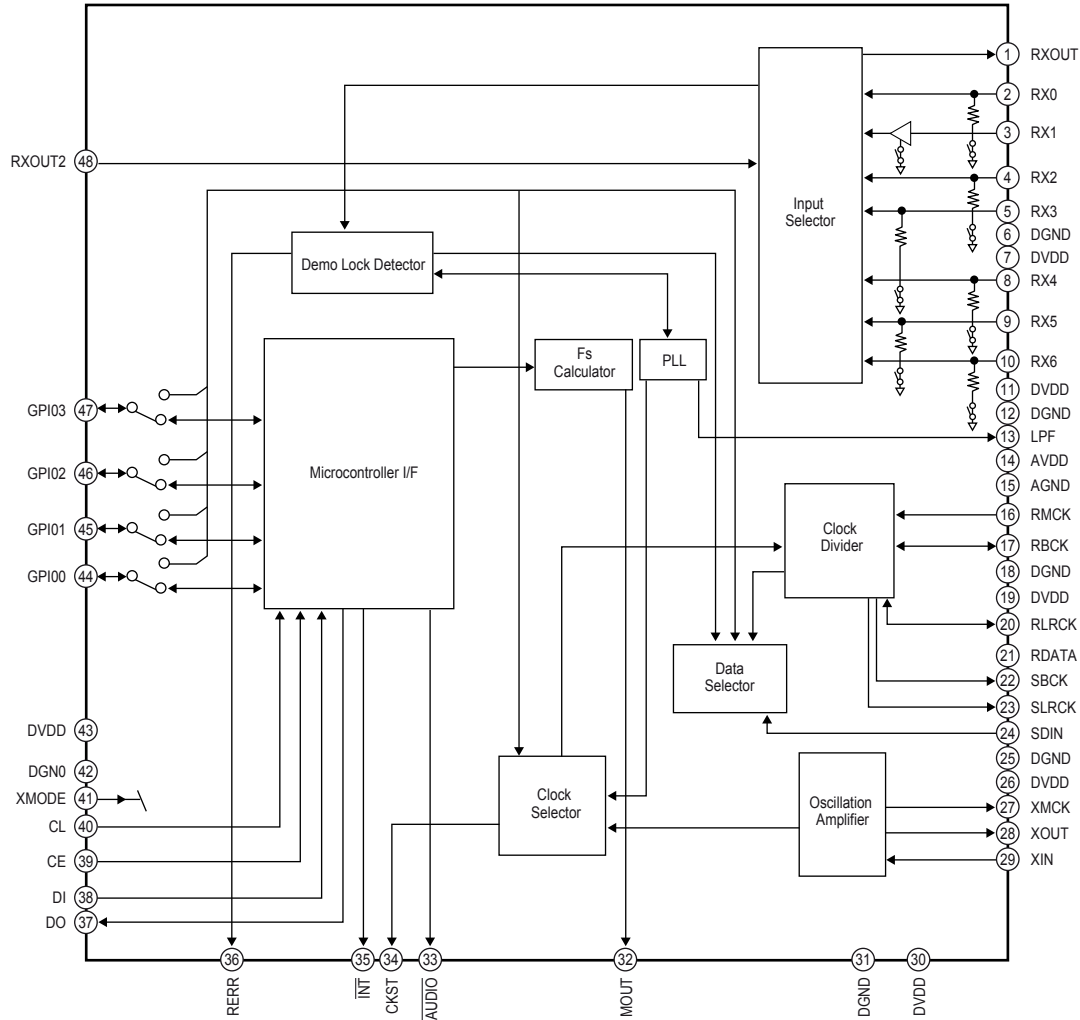 1 RXOUT
2 RX0
3 RX1
RXOUT2 48
4 RX2
Input
Selector
5 RX3
6 DGND
7 DVDD
Demo Lock Detector
8 RX4
9 RX5
Fs
Calculator
PLL
10 RX6
11 DVDD
GPI03 47
12 DGND
13 LPF
14 AVDD
GPI02 46
Microcontroller I/F
15 AGND
16 RMCK
GPI01 45
Clock
Divider
17 RBCK
GPI00 44
18 DGND
19 DVDD
20 RLRCK
21 RDATA
Data
Selector
22 SBCK
23 SLRCK
DVDD 43
24 SDIN
25 DGND
DGN0 42
26 DVDD
XMODE 41
Clock
Selector
Oscillation
Amplifier
27 XMCK
CL 40
28 XOUT
CE 39
29 XIN
DI 38
DO 37
36 RERR
35 INT
34 CKST
33 AUDIO
32 MOUT
31 DGND
30 DVDD